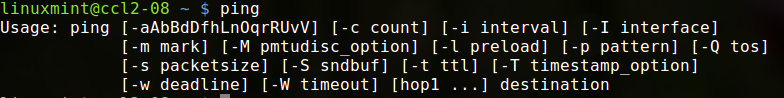 linuxmint@ccl2-08 ~ $ ping
Usage: ping [-aAbBdDfhLnOqrRUvV] [-c count] [-i interval] [-I interface]
            [-m mark] [-M pmtudisc_option] [-l preload] [-p pattern] [-Q tos]
            [-s packetsize] [-S sndbuf] [-t ttl] [-T timestamp_option]
            [-w deadline] [-W timeout] [hop1 ...] destination